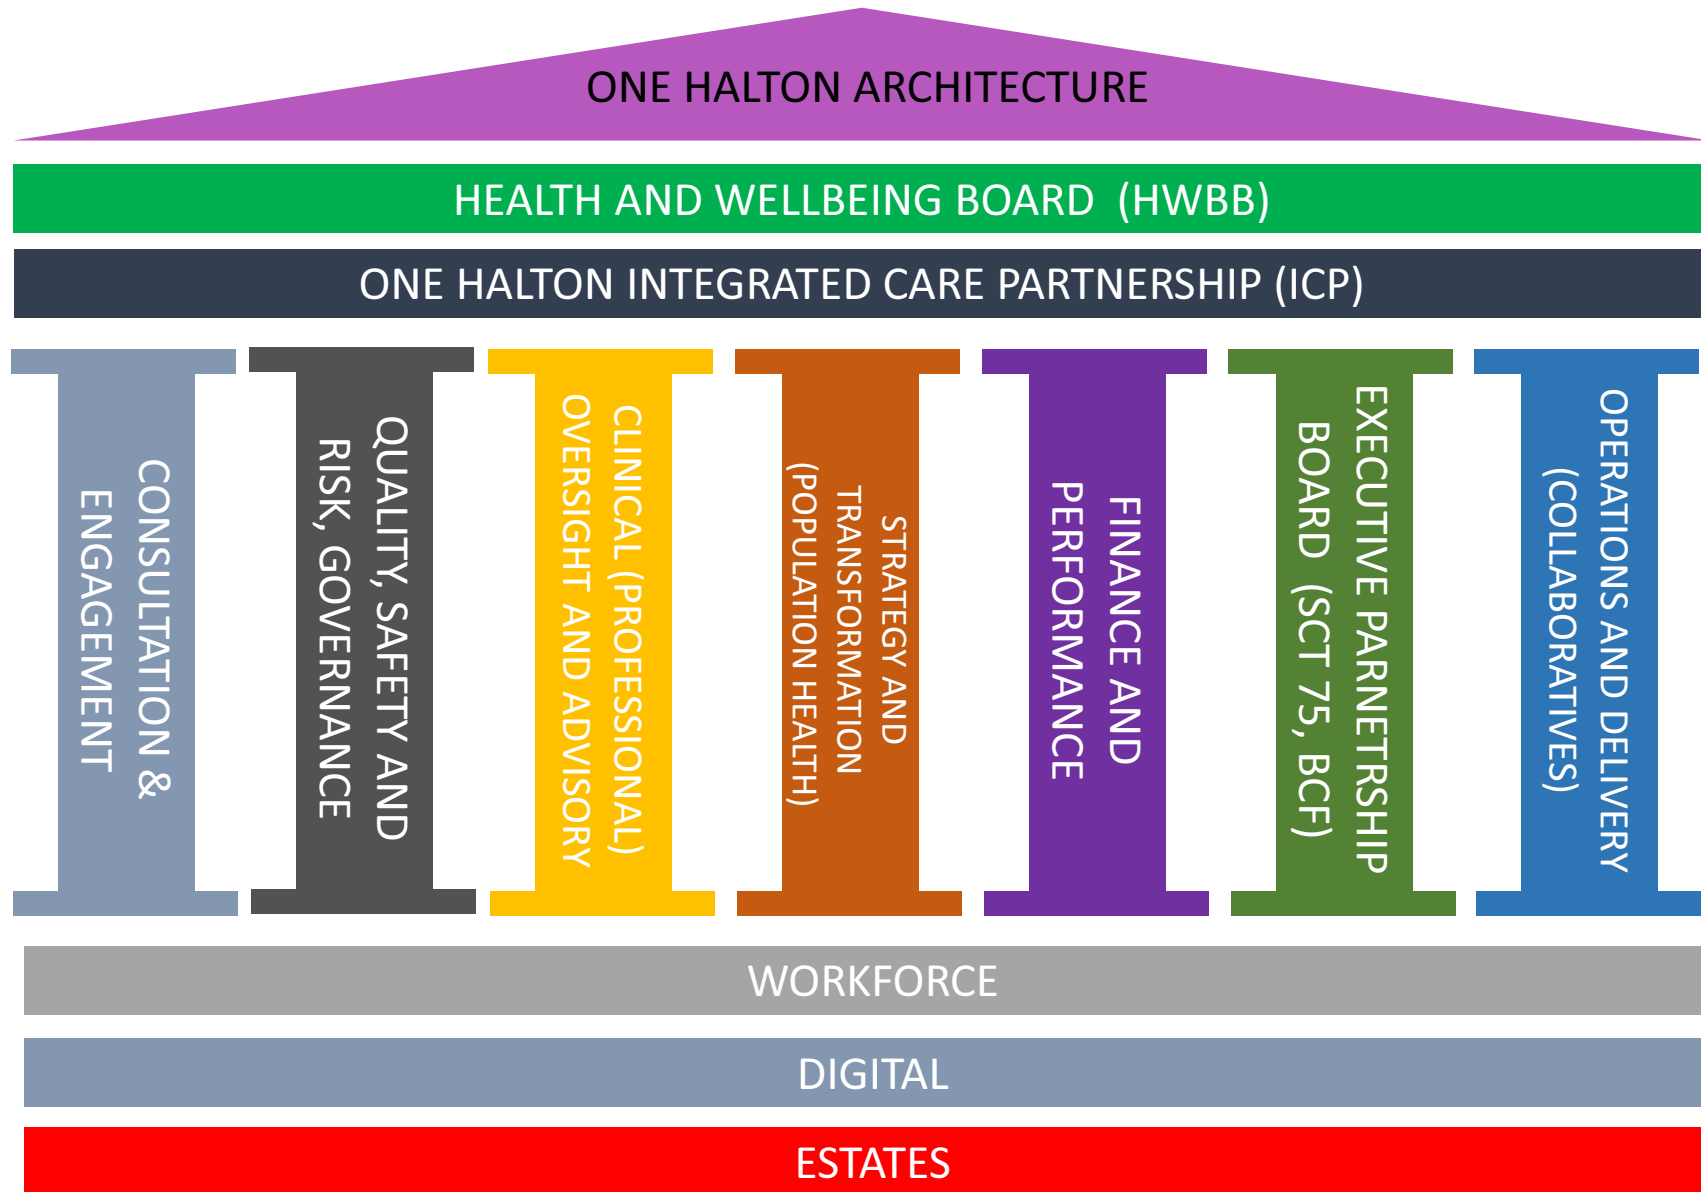 ONE HALTON ARCHITECTURE
HEALTH AND WELLBEING BOARD (HWBB)
ONE HALTON INTEGRATED CARE PARTNERSHIP (ICP)
CONSULTATION &
ENGAGEMENT
QUALITY, SAFETY AND
RISK, GOVERNANCE
CLINICAL (PROFESSIONAL)
OVERSIGHT AND ADVISORY
STRATEGY AND
TRANSFORMATION
(POPULATION HEALTH)
FINANCE AND
PERFORMANCE
EXECUTIVE PARNETRSHIP
BOARD (SCT 75, BCF)
OPERATIONS AND DELIVERY
(COLLABORATIVES)
WORKFORCE
DIGITAL
ESTATES